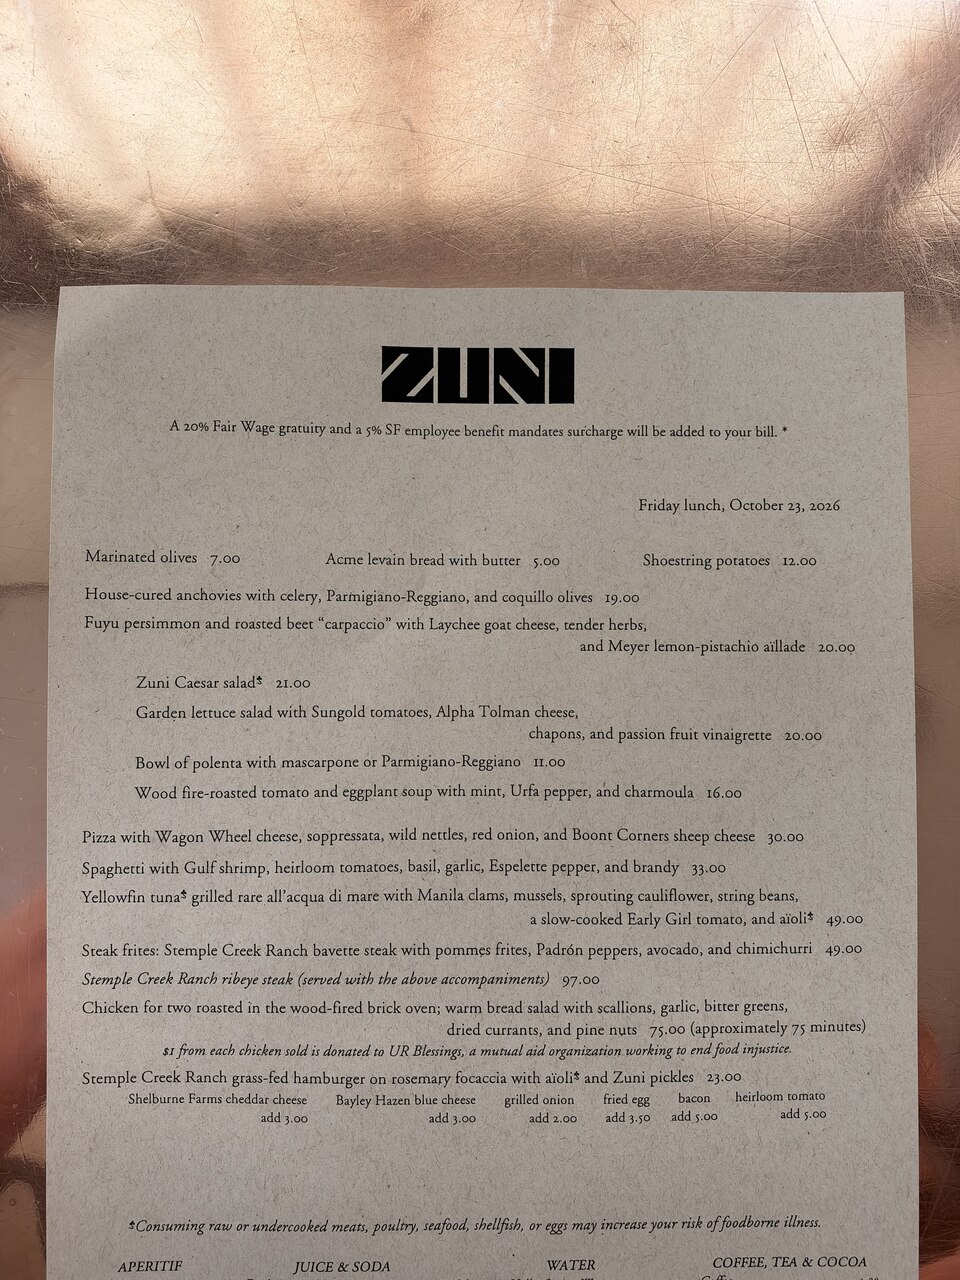 ZUNI
A 20% Fair Wage gratuity and a 5% SF employee benefit mandates surcharge will be added to your bill. *
Friday lunch, October 23, 2026
Marinated olives 7.00 Acme levain bread with butter 5.00 Shoestring potatoes 12.00
House-cured anchovies with celery, Parmigiano-Reggiano, and coquillo olives 19.00
Fuyu persimmon and roasted beet “carpaccio” with Laychee goat cheese, tender herbs,
and Meyer lemon-pistachio aïllade 20.00
Zuni Caesar salad* 21.00
Garden lettuce salad with Sungold tomatoes, Alpha Tolman cheese,
chapons, and passion fruit vinaigrette 20.00
Bowl of polenta with mascarpone or Parmigiano-Reggiano 11.00
Wood fire-roasted tomato and eggplant soup with mint, Urfa pepper, and charmoula 16.00
Pizza with Wagon Wheel cheese, soppressata, wild nettles, red onion, and Boont Corners sheep cheese 30.00
Spaghetti with Gulf shrimp, heirloom tomatoes, basil, garlic, Espelette pepper, and brandy 33.00
Yellowfin tuna* grilled rare all’acqua di mare with Manila clams, mussels, sprouting cauliflower, string beans,
a slow-cooked Early Girl tomato, and aïoli* 49.00
Steak frites: Stemple Creek Ranch bavette steak with pommes frites, Padrón peppers, avocado, and chimichurri 49.00
Stemple Creek Ranch ribeye steak (served with the above accompaniments) 97.00
Chicken for two roasted in the wood-fired brick oven; warm bread salad with scallions, garlic, bitter greens,
dried currants, and pine nuts 75.00 (approximately 75 minutes)
$1 from each chicken sold is donated to UR Blessings, a mutual aid organization working to end food injustice.
Stemple Creek Ranch grass-fed hamburger on rosemary focaccia with aïoli* and Zuni pickles 23.00
Shelburne Farms cheddar cheese Bayley Hazen blue cheese grilled onion fried egg bacon heirloom tomato
add 3.00 add 3.00 add 2.00 add 3.50 add 5.00 add 5.00
*Consuming raw or undercooked meats, poultry, seafood, shellfish, or eggs may increase your risk of foodborne illness.
APERITIF JUICE & SODA WATER COFFEE, TEA & COCOA